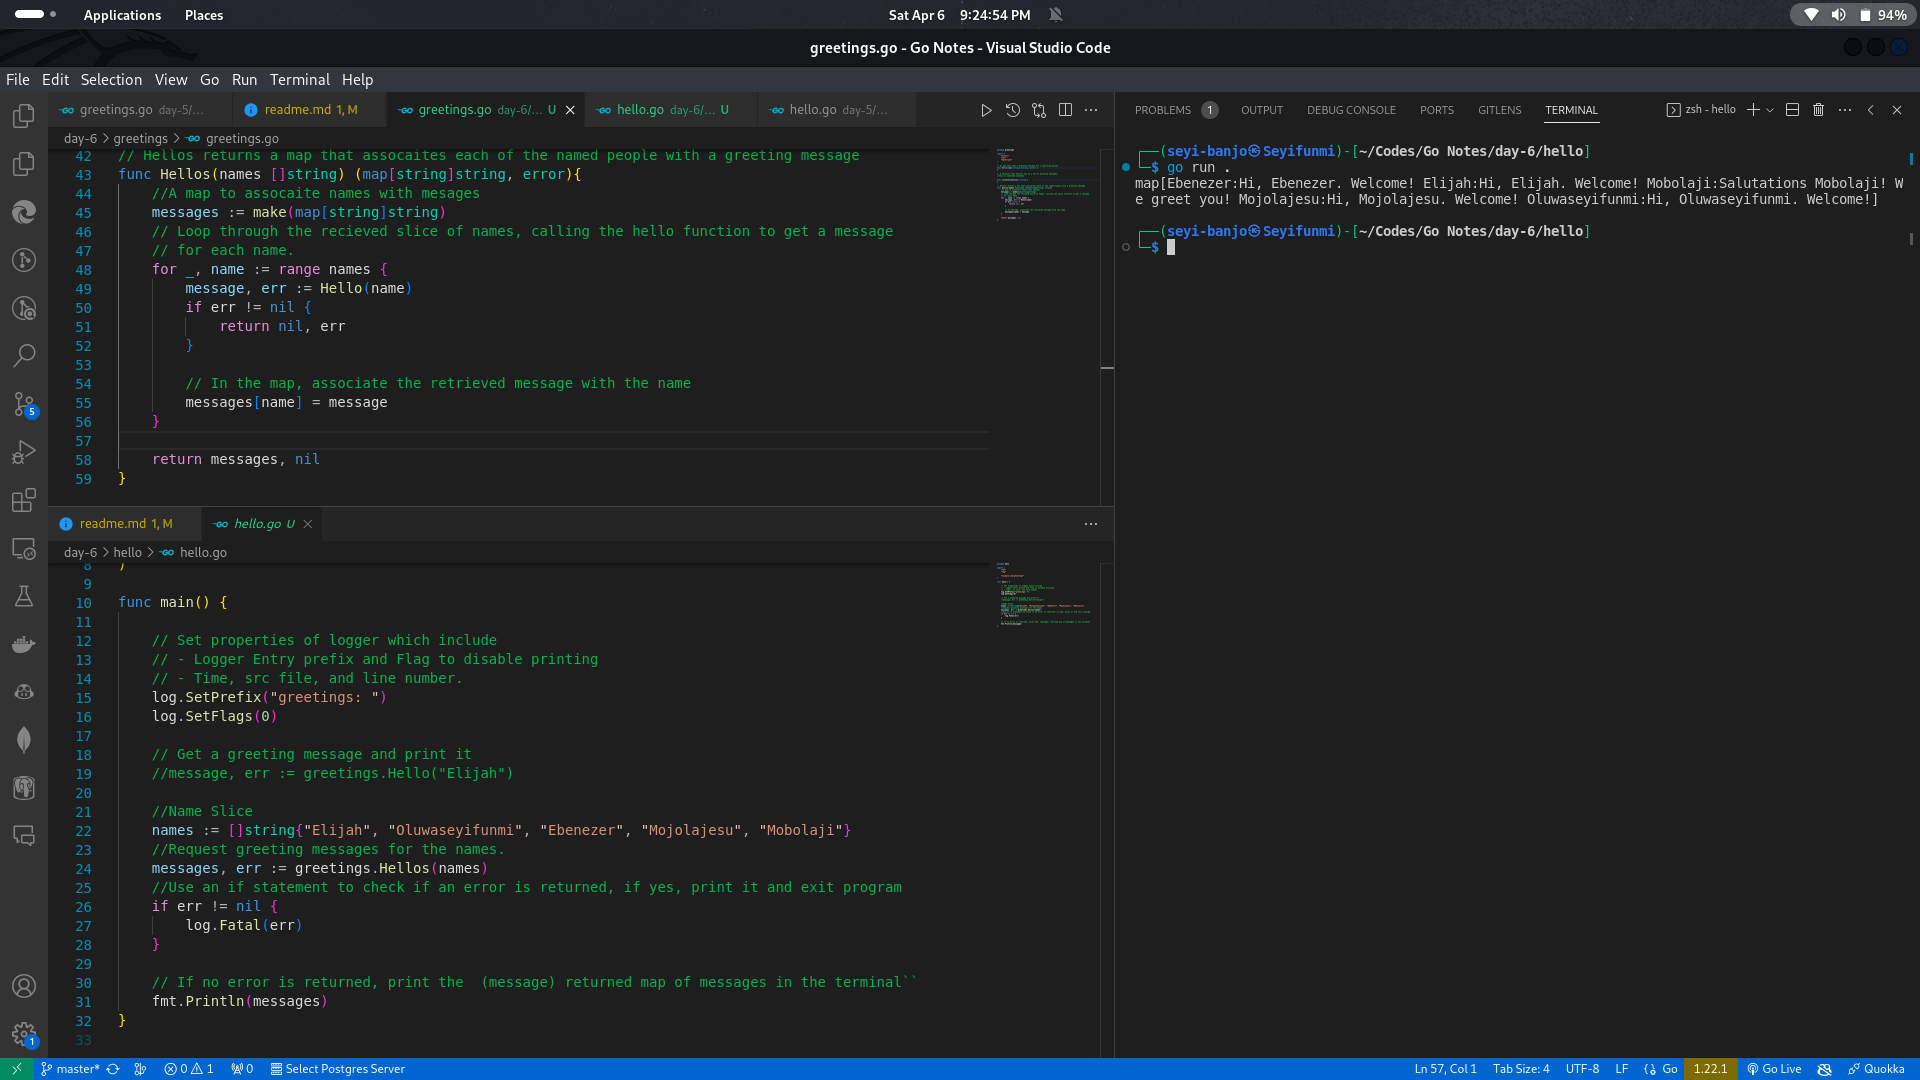 Applications Places
Sat Apr 6 9:24:54 PM
94%
greetings.go - Go Notes - Visual Studio Code
File Edit Selection View Go Run Terminal Help
greetings.go day-5/...
readme.md 1, M
greetings.go day-6/... U
hello.go day-6/... U
hello.go day-5/...
day-6 > greetings > greetings.go
42 // Hellos returns a map that assocaites each of the named people with a greeting message
43 func Hellos(names []string) (map[string]string, error){
44 //A map to assocaite names with mesages
45 messages := make(map[string]string)
46 // Loop through the recieved slice of names, calling the hello function to get a message
47 // for each name.
48 for _, name := range names {
49 message, err := Hello(name)
50 if err != nil {
51 return nil, err
52 }
53
54 // In the map, associate the retrieved message with the name
55 messages[name] = message
56 }
57
58 return messages, nil
59 }
readme.md 1, M
hello.go U
day-6 > hello > hello.go
8 )
9
10 func main() {
11
12 // Set properties of logger which include
13 // - Logger Entry prefix and Flag to disable printing
14 // - Time, src file, and line number.
15 log.SetPrefix("greetings: ")
16 log.SetFlags(0)
17
18 // Get a greeting message and print it
19 //message, err := greetings.Hello("Elijah")
20
21 //Name Slice
22 names := []string{"Elijah", "Oluwaseyifunmi", "Ebenezer", "Mojolajesu", "Mobolaji"}
23 //Request greeting messages for the names.
24 messages, err := greetings.Hellos(names)
25 //Use an if statement to check if an error is returned, if yes, print it and exit program
26 if err != nil {
27 log.Fatal(err)
28 }
29
30 // If no error is returned, print the  (message) returned map of messages in the terminal``
31 fmt.Println(messages)
32 }
33
PROBLEMS 1 OUTPUT DEBUG CONSOLE PORTS GITLENS TERMINAL
zsh - hello
┌──(seyi-banjo㉿Seyifunmi)-[~/Codes/Go Notes/day-6/hello]
└─$ go run .
map[Ebenezer:Hi, Ebenezer. Welcome! Elijah:Hi, Elijah. Welcome! Mobolaji:Salutations Mobolaji! W
e greet you! Mojolajesu:Hi, Mojolajesu. Welcome! Oluwaseyifunmi:Hi, Oluwaseyifunmi. Welcome!]
┌──(seyi-banjo㉿Seyifunmi)-[~/Codes/Go Notes/day-6/hello]
└─$
5
1
master* 0 1 0 Select Postgres Server
Ln 57, Col 1 Tab Size: 4 UTF-8 LF {} Go 1.22.1 Go Live Quokka